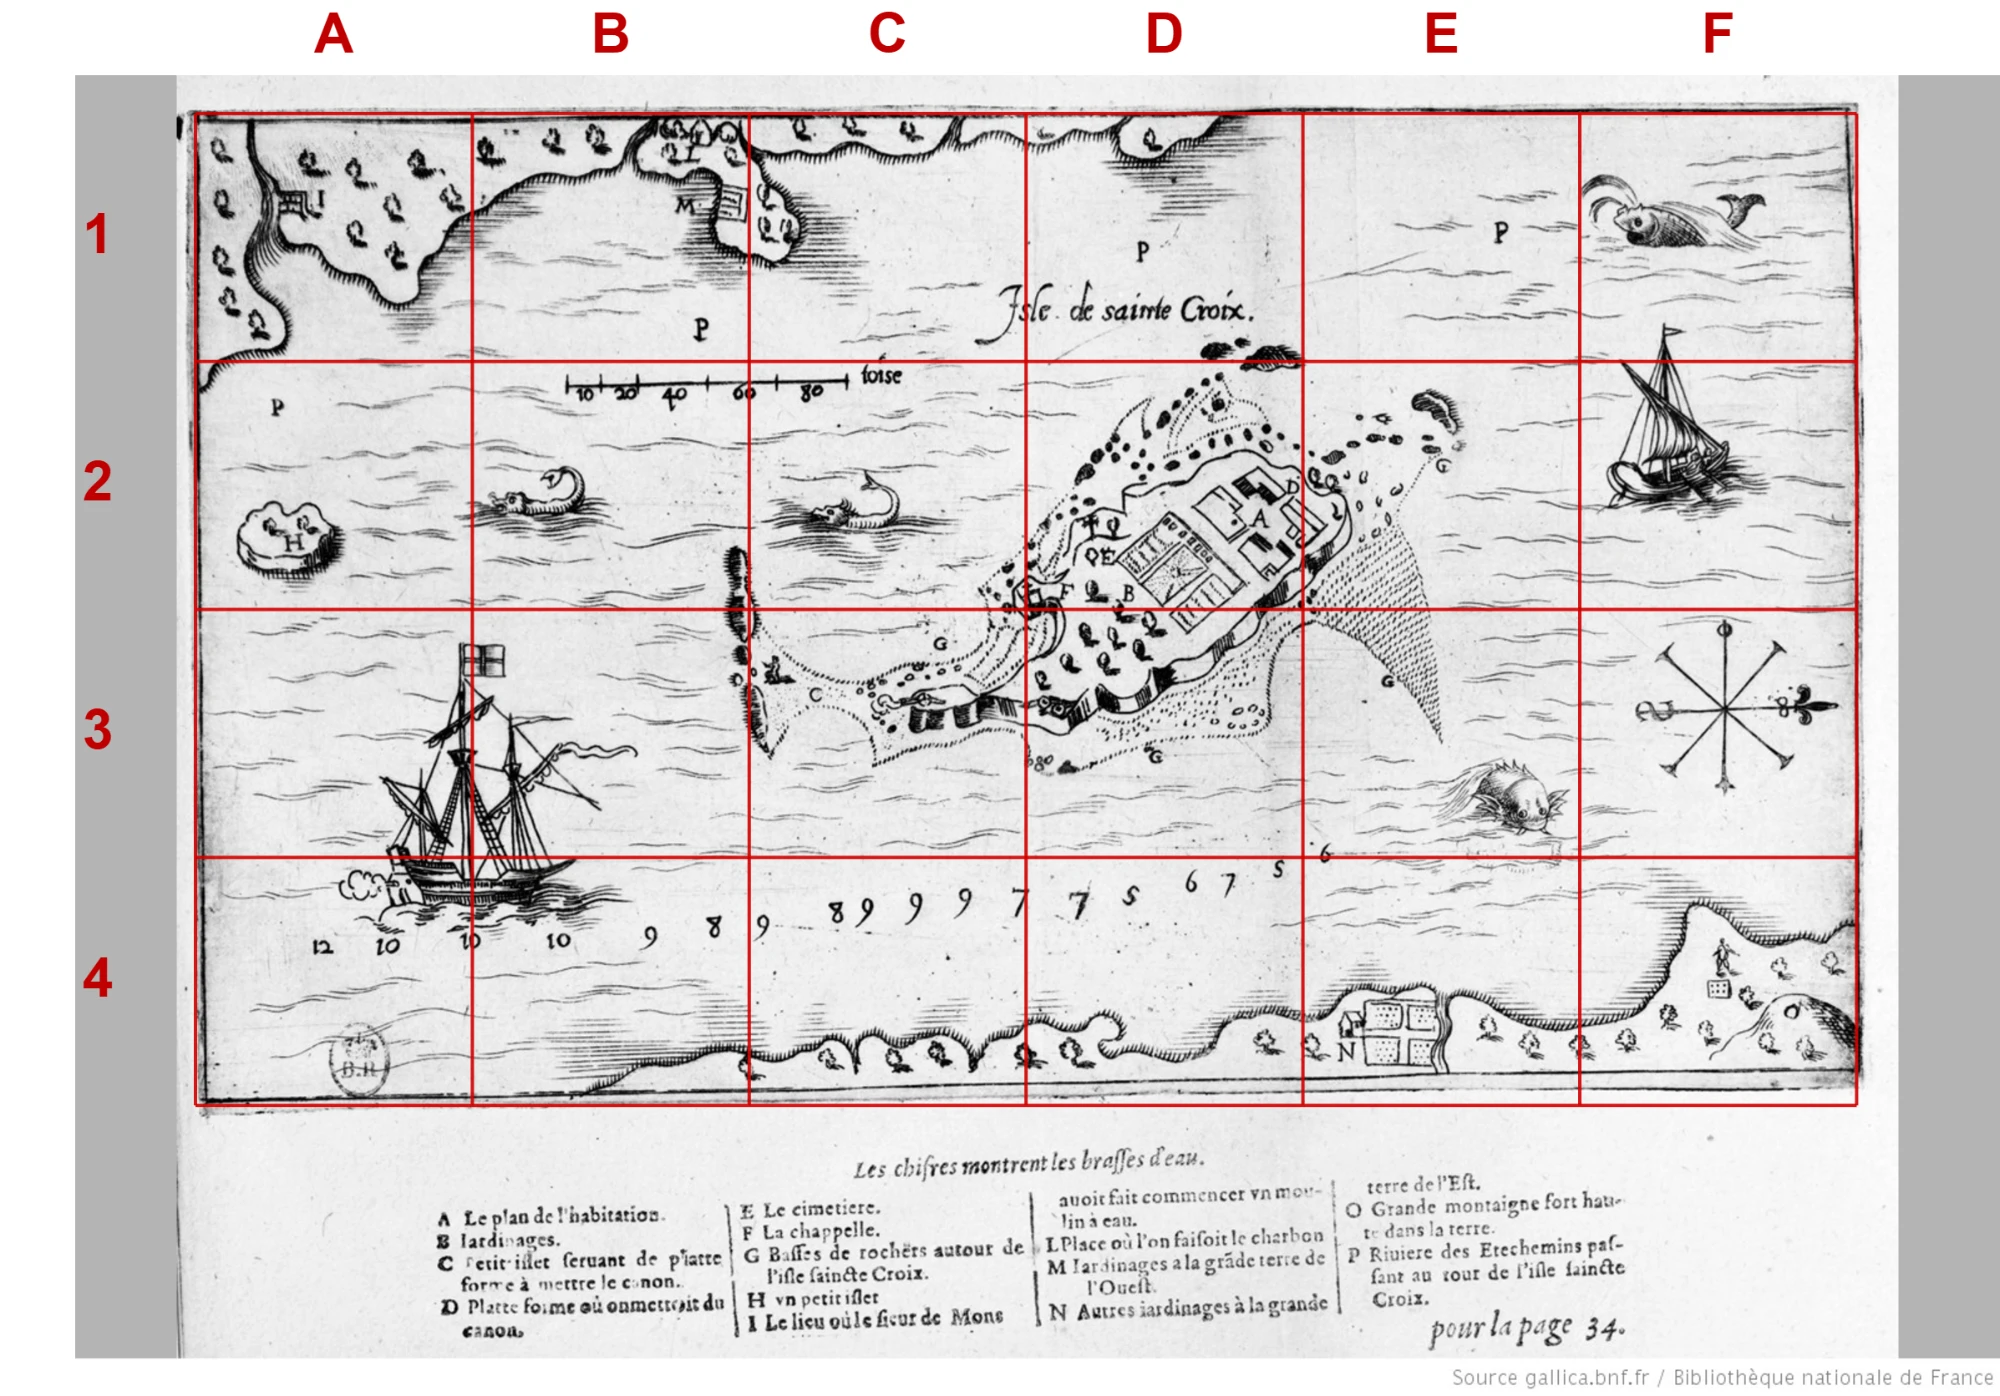 A B C D E F
1
2
3
4
I
M
P
P
P
Isle de sainte Croix.
P
10 20 40 60 80 toise
H
G
D
A
E
F
B
G
C
G
G
S
5 6
6 7
8 9 9 9 7 7 5
12 10 10 10 9 8 9
O
N
B.R
Les chifres montrent les brasses d'eau.
A Le plan de l'habitation.
B Iardinages.
C Petit islet seruant de platte
forme à mettre le canon.
D Platte forme où on mettoit du
canon.
E Le cimetiere.
F La chappelle.
G Basses de rochers autour de
l'isle saincte Croix.
H vn petit islet
I Le lieu où le sieur de Mons
auoit fait commencer vn mou-
lin à eau.
L Place où l'on faisoit le charbon
M Iardinages a la grãde terre de
l'Ouest.
N Autres iardinages à la grande
terre de l'Est.
O Grande montaigne fort hau-
te dans la terre.
P Riuiere des Etechemins pas-
sant au tour de l'isle saincte
Croix.
pour la page 34.
Source gallica.bnf.fr / Bibliothèque nationale de France